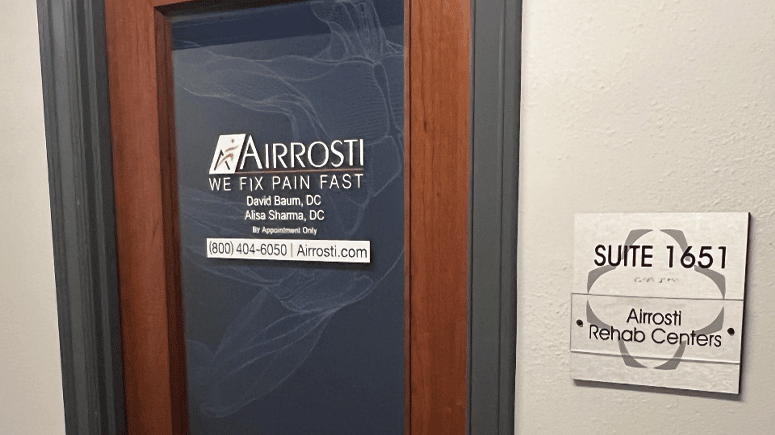 AIRROSTI
WE FIX PAIN FAST
David Baum, DC
Alisa Sharma, DC
By Appointment Only
(800) 404-6050 | Airrosti.com
SUITE 1651
Airrosti
Rehab Centers